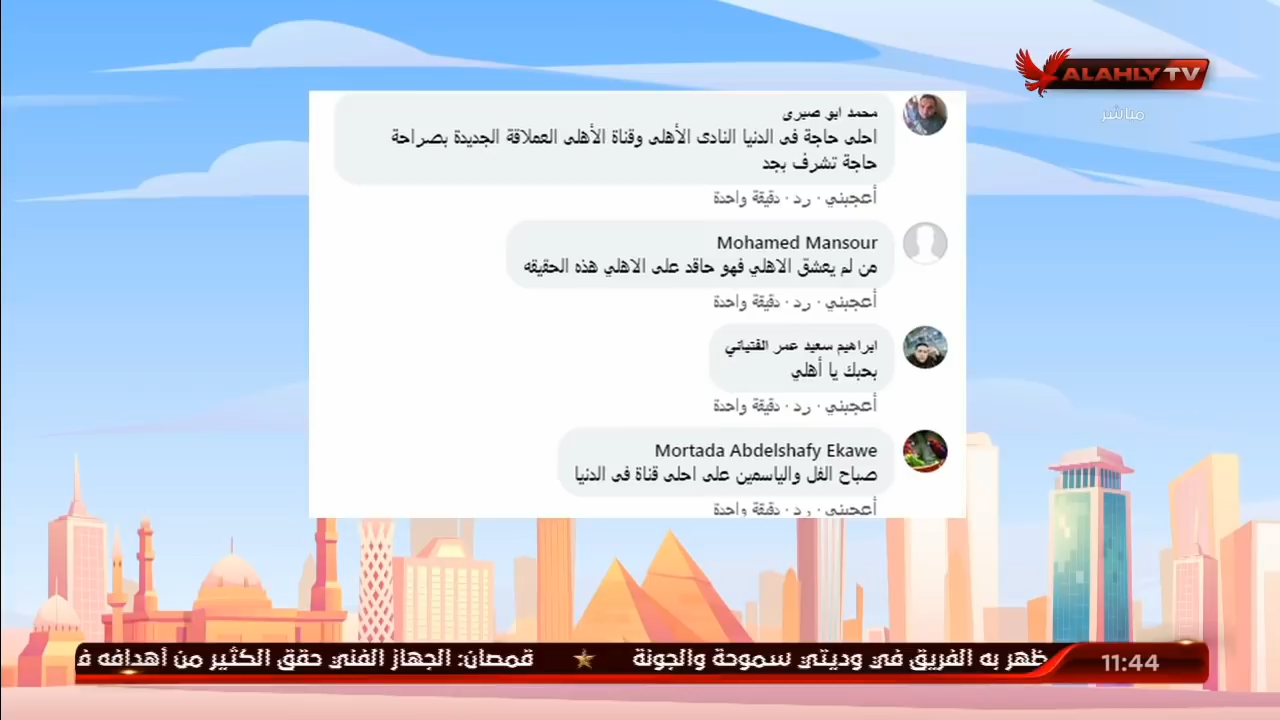 ALAHLY TV
مباشر
محمد ابو صبرى
احلى حاجة فى الدنيا النادى الأهلى وقناة الأهلى العملاقة الجديدة بصراحة
حاجة تشرف بجد
أعجبني · رد · دقيقة واحدة
Mohamed Mansour
من لم يعشق الاهلي فهو حاقد على الاهلي هذه الحقيقه
أعجبني · رد · دقيقة واحدة
ابراهيم سعيد عمر الفتياني
بحبك يا أهلي
أعجبني · رد · دقيقة واحدة
Mortada Abdelshafy Ekawe
صباح الفل والياسمين على احلى قناة فى الدنيا
أعجبني · رد · دقيقة واحدة
11:44 ظهر به الفريق في وديتي سموحة والجونة ★ قمصان: الجهاز الفني حقق الكثير من أهدافه ف